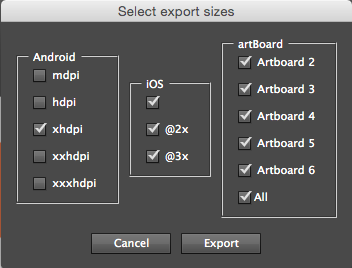 Select export sizes
Android
mdpi
hdpi
xhdpi
xxhdpi
xxxhdpi
iOS
@2x
@3x
artBoard
Artboard 2
Artboard 3
Artboard 4
Artboard 5
Artboard 6
All
Cancel
Export